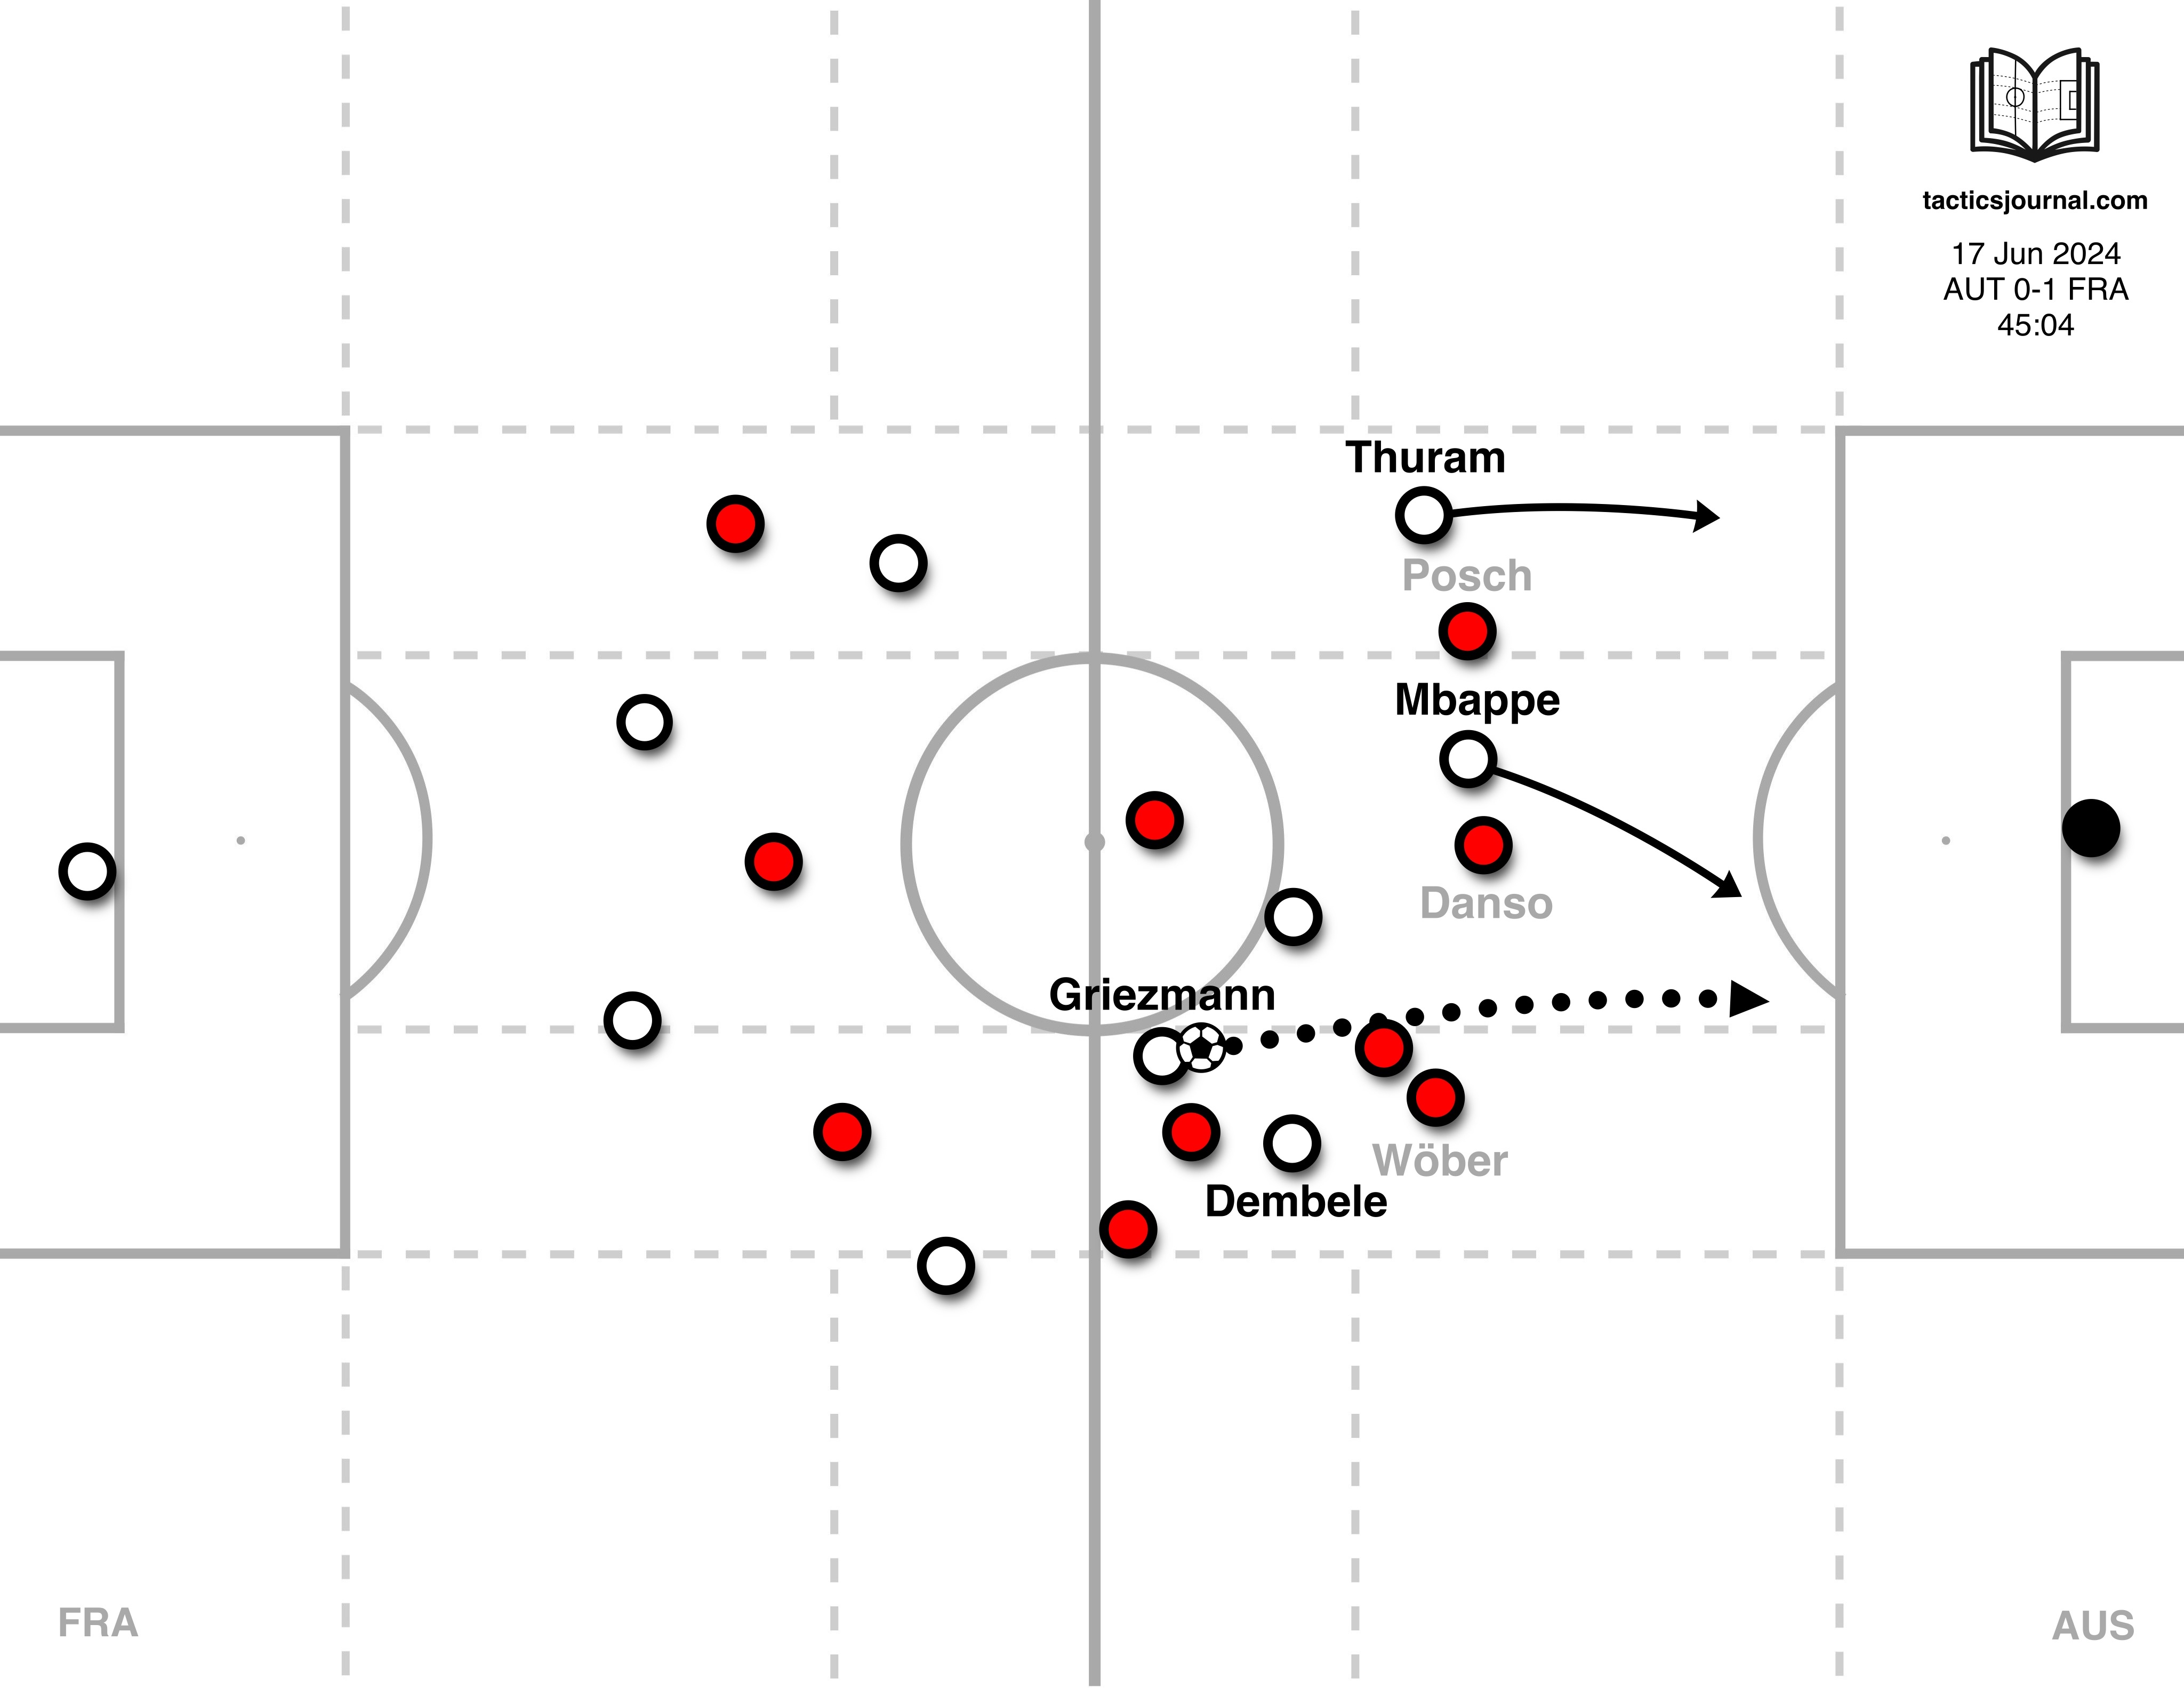 tacticsjournal.com
17 Jun 2024
AUT 0-1 FRA
45:04
Thuram
Posch
Mbappe
Danso
Griezmann
Wöber
Dembele
FRA
AUS